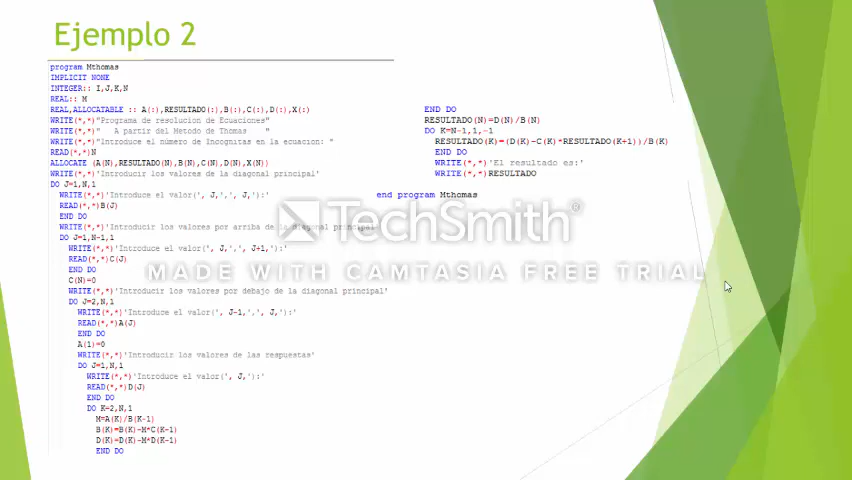 Ejemplo 2
program Mthomas
IMPLICIT NONE
INTEGER:: I,J,K,N
REAL:: M
REAL,ALLOCATABLE :: A(:),RESULTADO(:),B(:),C(:),D(:),X(:)
WRITE(*,*)"Programa de resolucion de Ecuaciones"
WRITE(*,*)"   A partir del Metodo de Thomas    "
WRITE(*,*)"Introduce el número de Incognitas en la ecuacion: "
READ(*,*)N
ALLOCATE (A(N),RESULTADO(N),B(N),C(N),D(N),X(N))
WRITE(*,*)'Introducir los valores de la diagonal principal'
DO J=1,N,1
WRITE(*,*)'Introduce el valor(', J,',', J,'):'
READ(*,*)B(J)
END DO
WRITE(*,*)'Introducir los valores por arriba de la diagonal principal'
DO J=1,N-1,1
WRITE(*,*)'Introduce el valor(', J,',', J+1,'):'
READ(*,*)C(J)
END DO
C(N)=0
WRITE(*,*)'Introducir los valores por debajo de la diagonal principal'
DO J=2,N,1
WRITE(*,*)'Introduce el valor(', J-1,',', J,'):'
READ(*,*)A(J)
END DO
A(1)=0
WRITE(*,*)'Introducir los valores de las respuestas'
DO J=1,N,1
WRITE(*,*)'Introduce el valor(', J,'):'
READ(*,*)D(J)
END DO
DO K=2,N,1
M=A(K)/B(K-1)
B(K)=B(K)-M*C(K-1)
D(K)=D(K)-M*D(K-1)
END DO
END DO
RESULTADO(N)=D(N)/B(N)
DO K=N-1,1,-1
RESULTADO(K)=(D(K)-C(K)*RESULTADO(K+1))/B(K)
END DO
WRITE(*,*)'El resultado es:'
WRITE(*,*)RESULTADO
end program Mthomas
TechSmith®
MADE WITH CAMTASIA FREE TRIAL